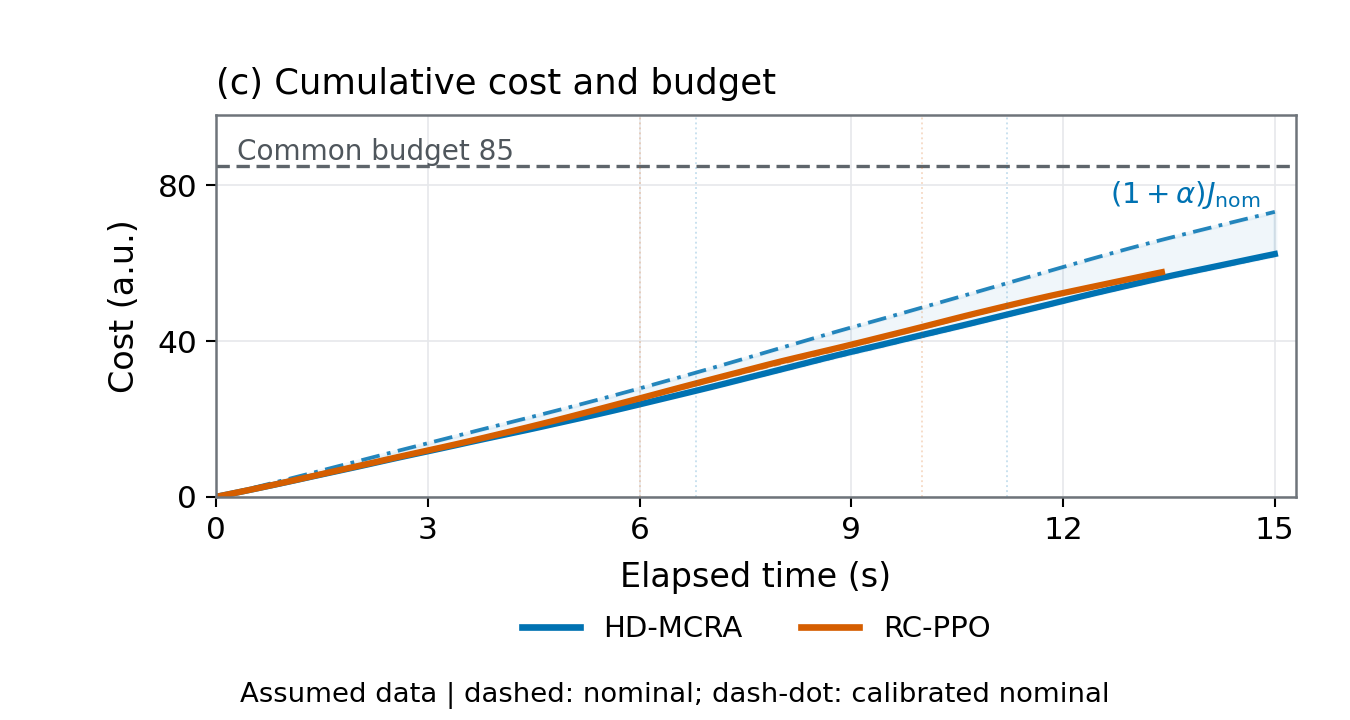 (c) Cumulative cost and budget
Common budget 85
(1 + α)J_nom
80
40
0
Cost (a.u.)
0 3 6 9 12 15
Elapsed time (s)
HD-MCRA RC-PPO
Assumed data | dashed: nominal; dash-dot: calibrated nominal